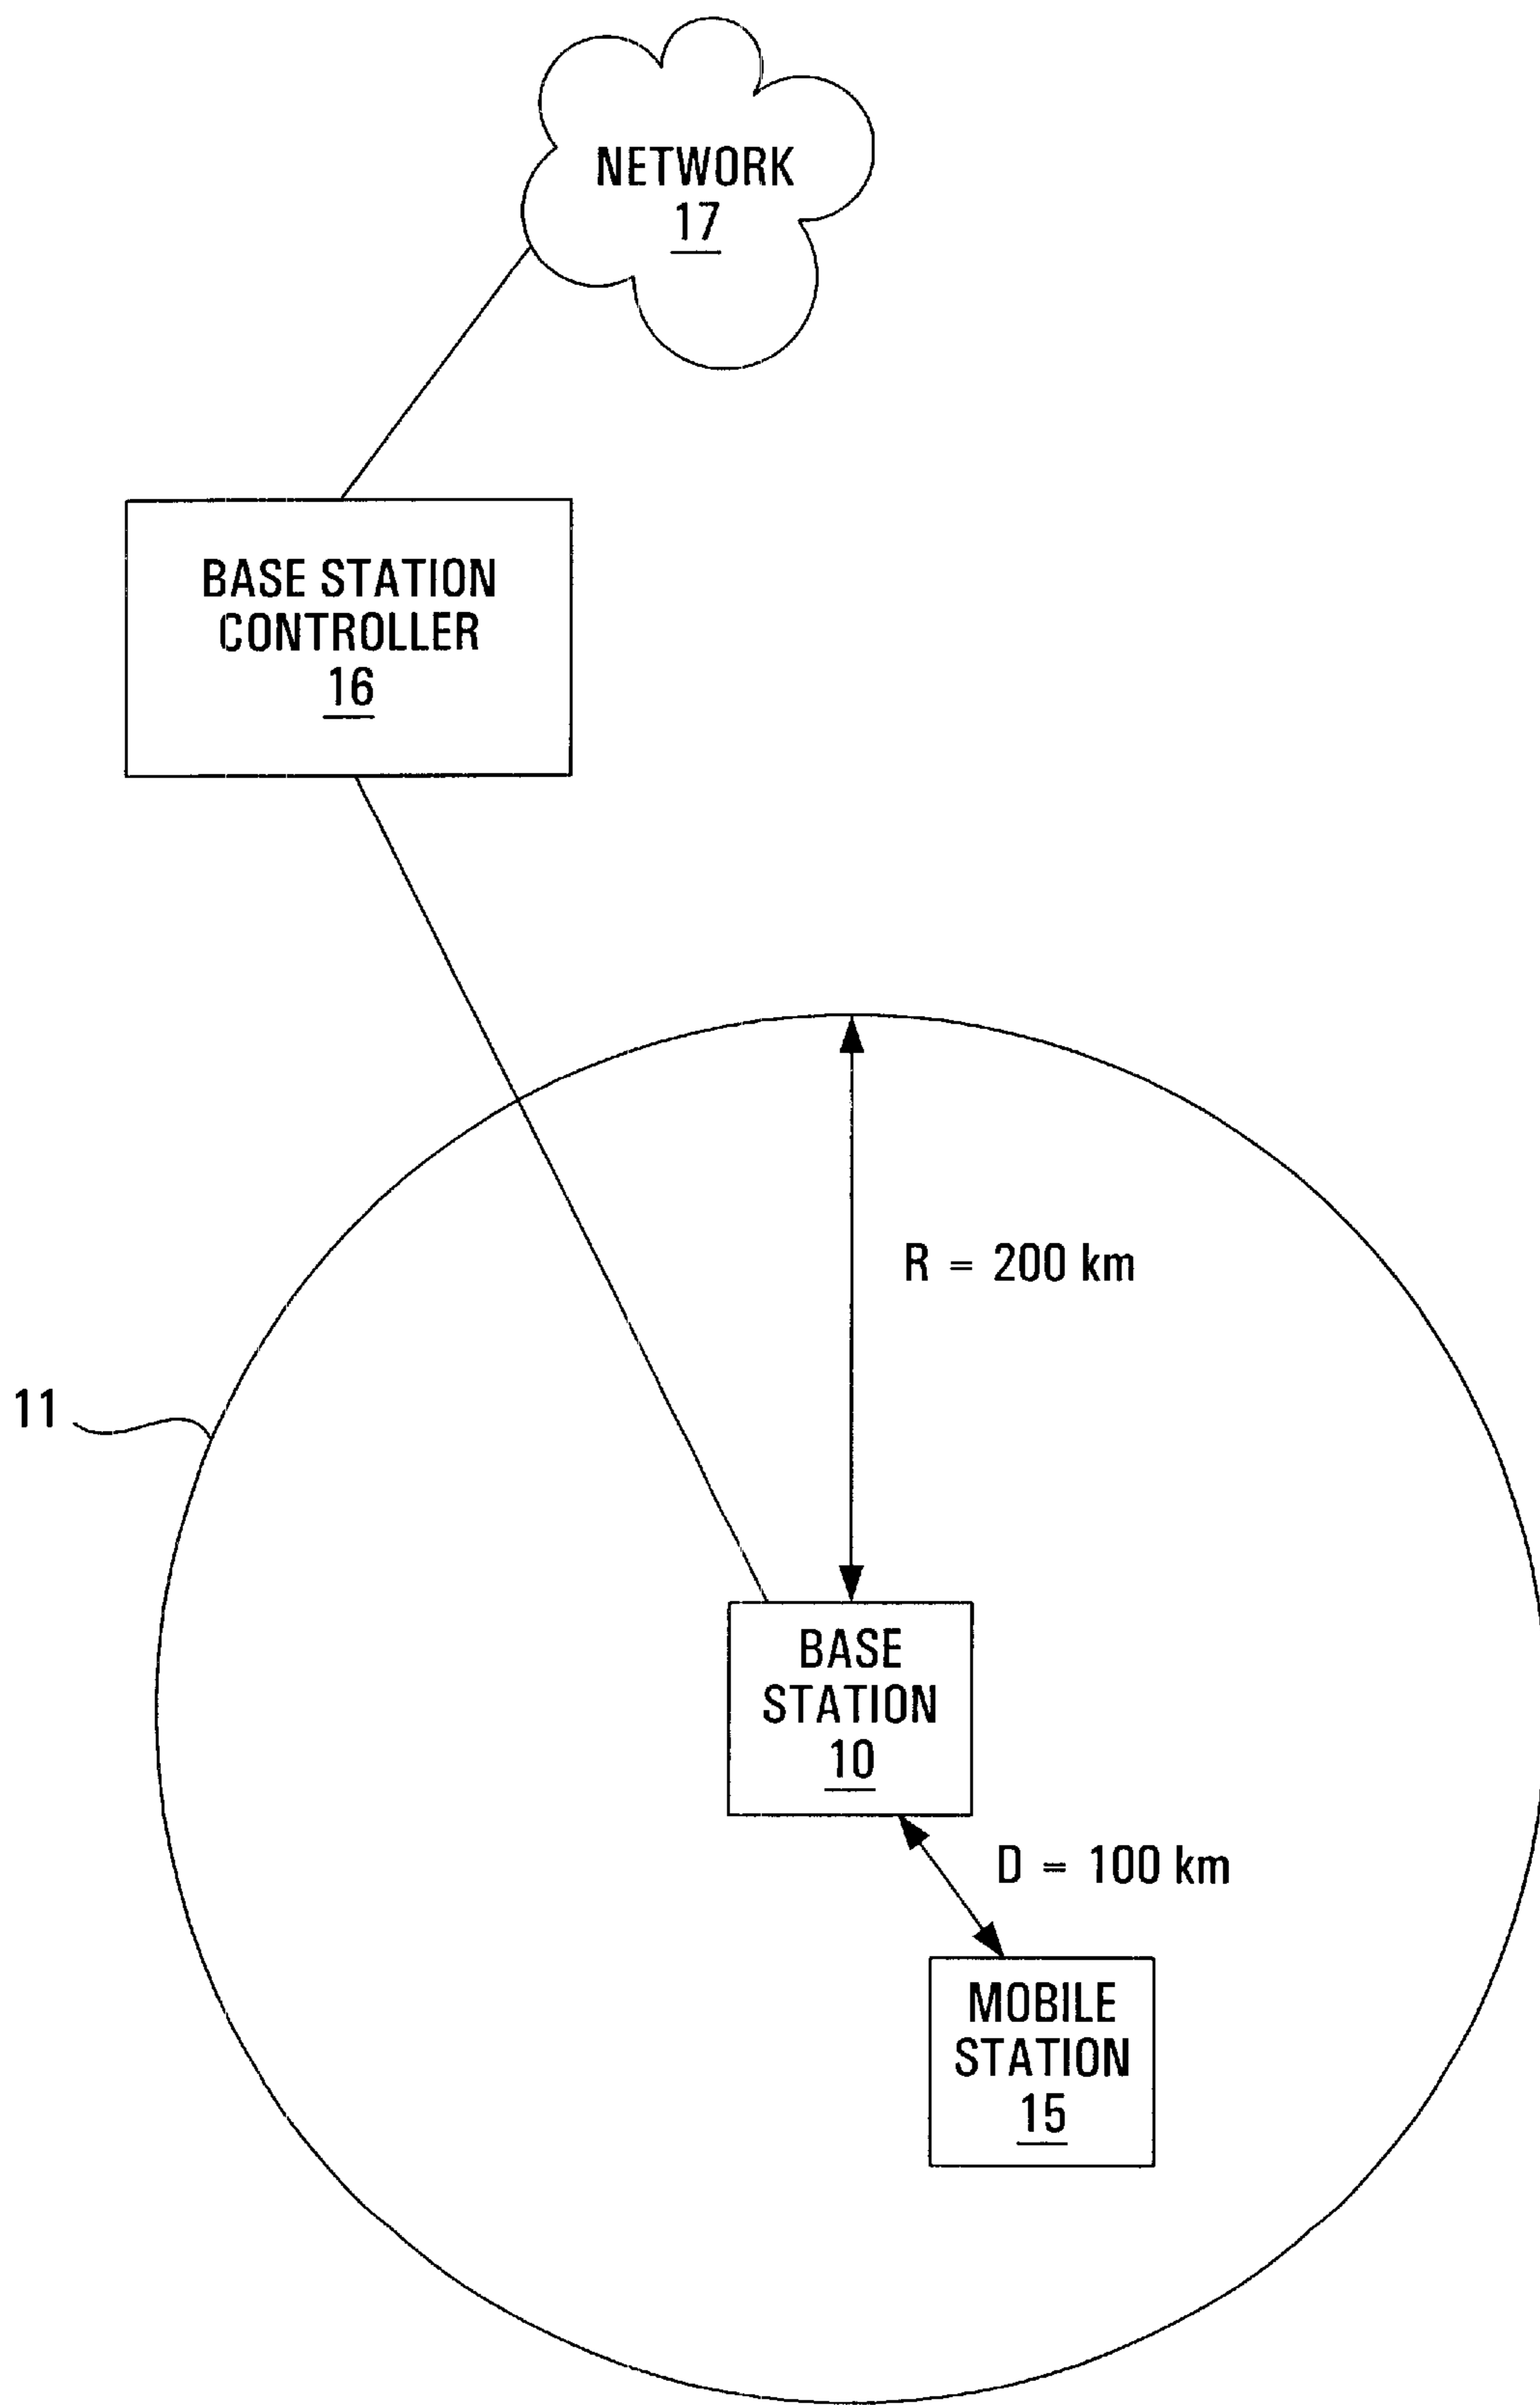 NETWORK
17
BASE STATION
CONTROLLER
16
R = 200 km
11
BASE
STATION
10
D = 100 km
MOBILE
STATION
15